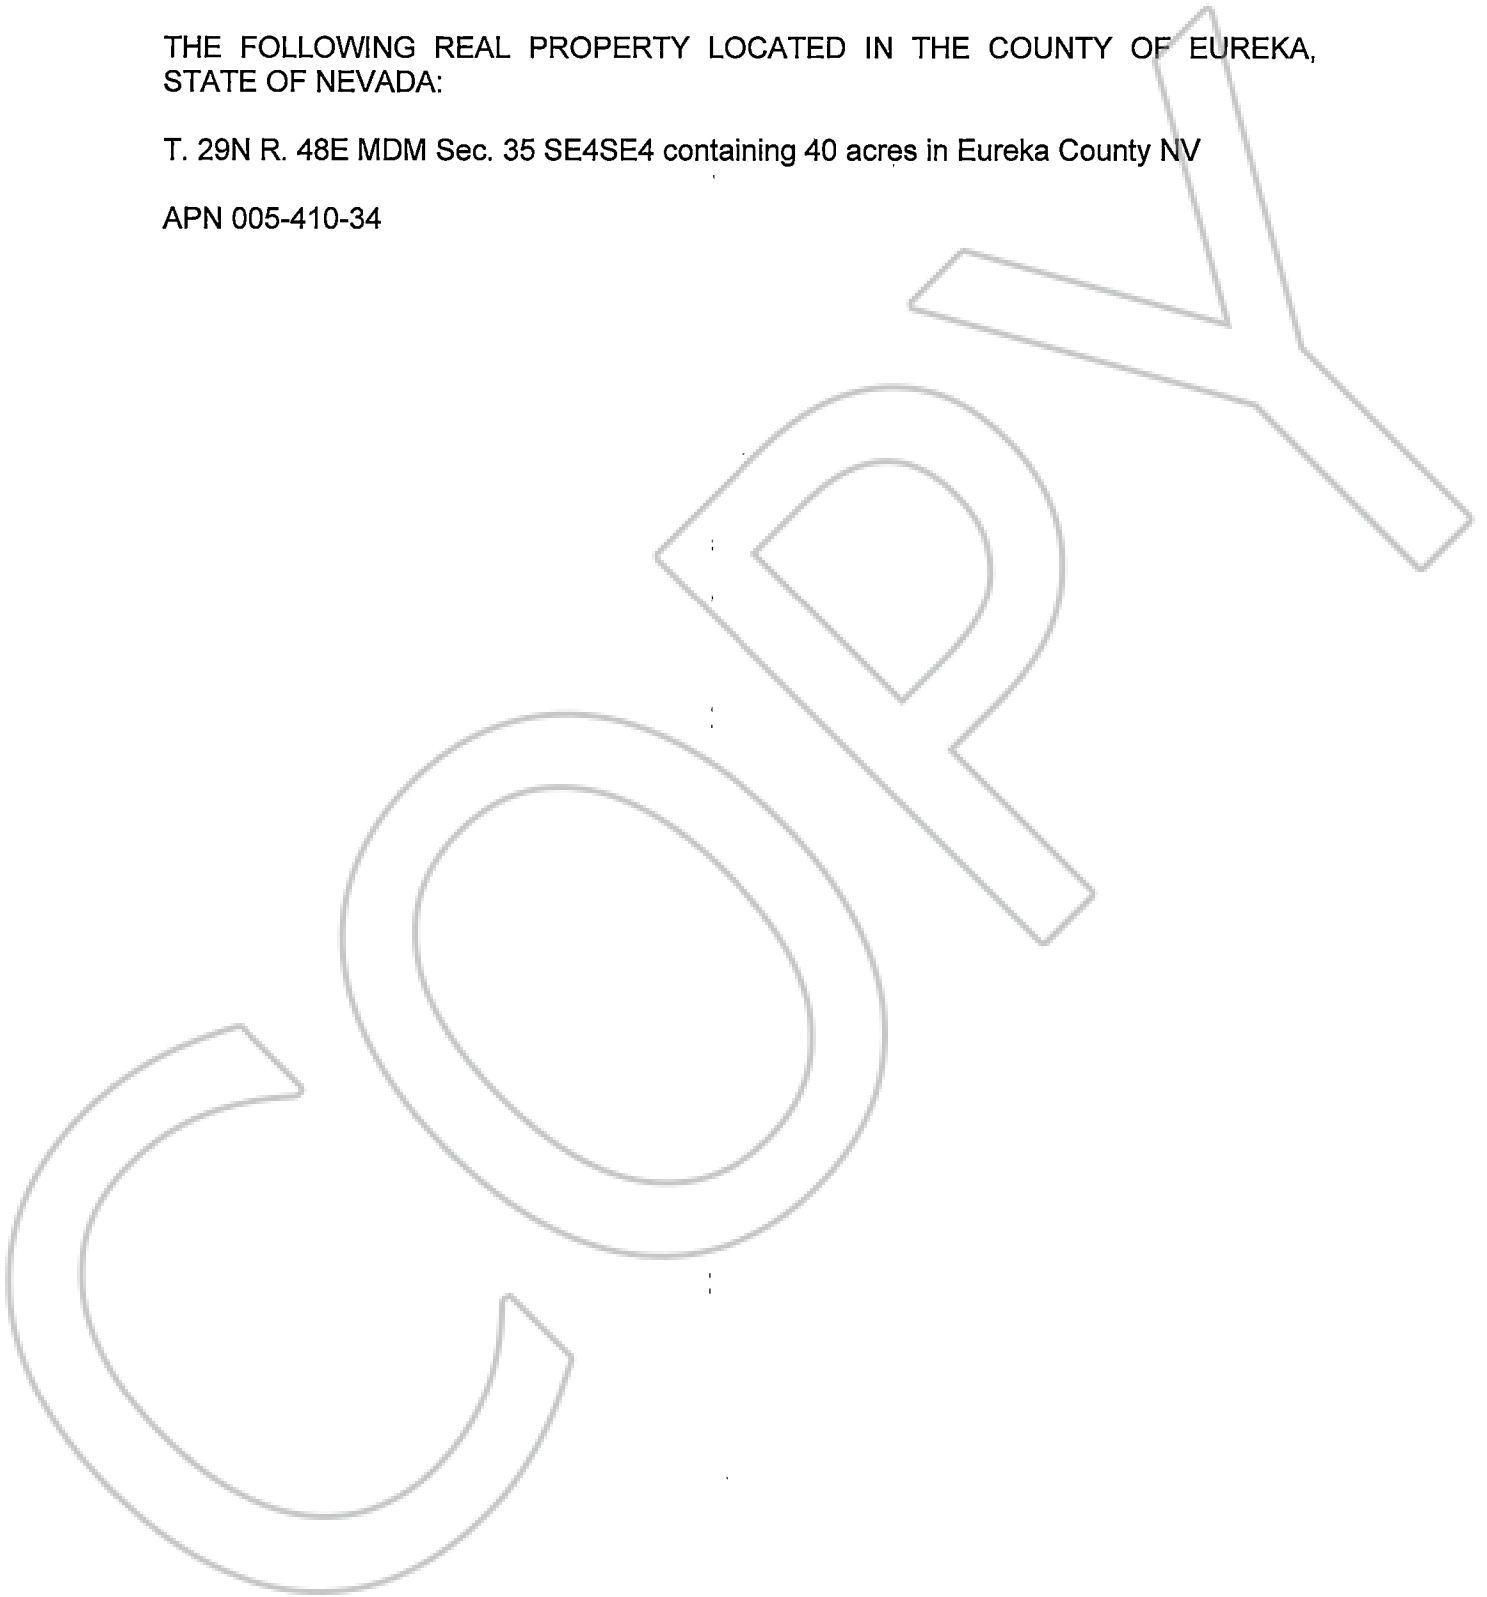 THE FOLLOWING REAL PROPERTY LOCATED IN THE COUNTY OF EUREKA,
STATE OF NEVADA:
T. 29N R. 48E MDM Sec. 35 SE4SE4 containing 40 acres in Eureka County NV
APN 005-410-34
COPY